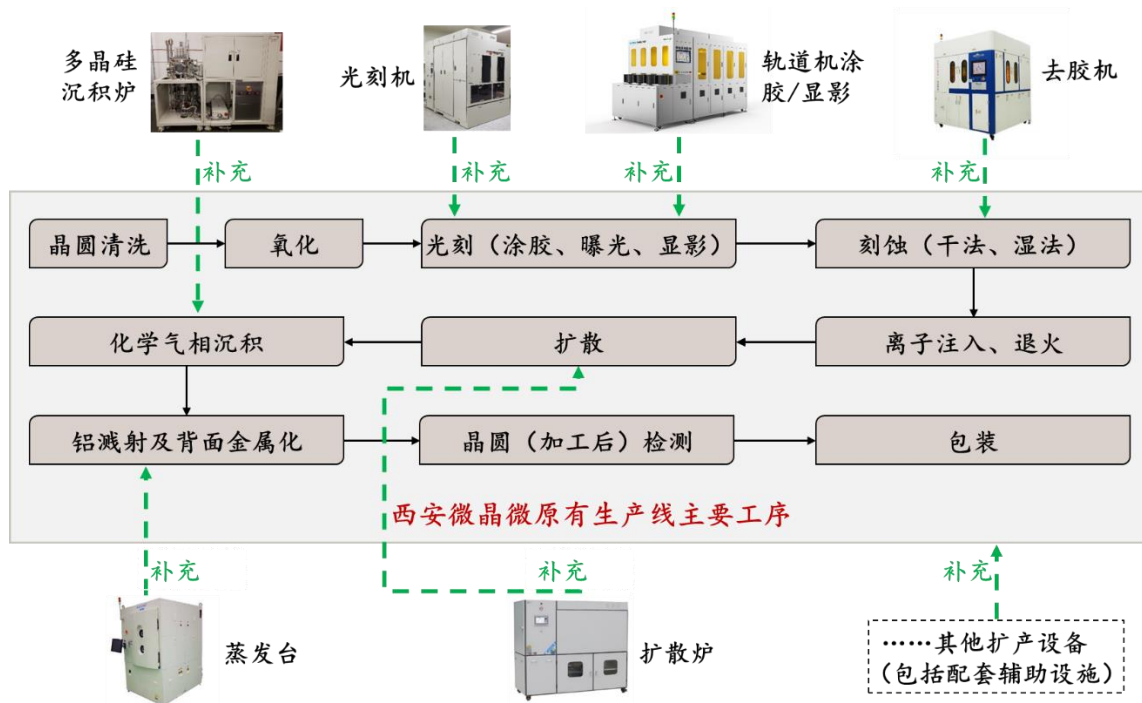 多晶硅
沉积炉
光刻机
轨道机涂
胶/显影
去胶机
补充
补充
补充
补充
晶圆清洗
氧化
光刻（涂胶、曝光、显影）
刻蚀（干法、湿法）
化学气相沉积
扩散
离子注入、退火
铝溅射及背面金属化
晶圆（加工后）检测
包装
西安微晶微原有生产线主要工序
补充
补充
补充
蒸发台
扩散炉
……其他扩产设备
（包括配套辅助设施）